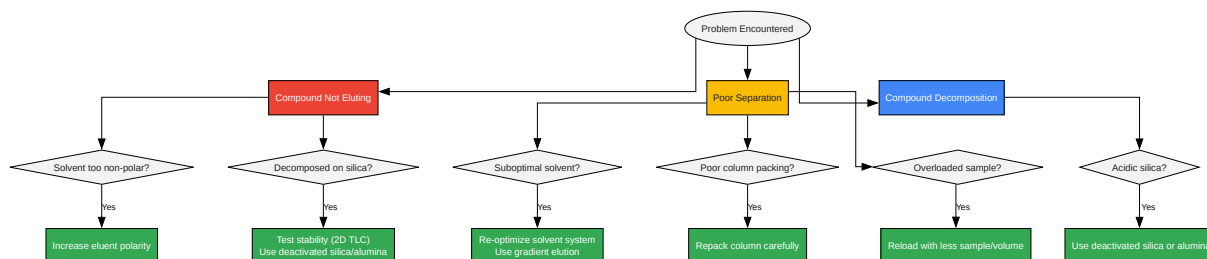 Problem Encountered
Compound Not Eluting
Poor Separation
Compound Decomposition
Solvent too non-polar?
Decomposed on silica?
Suboptimal solvent?
Poor column packing?
Overloaded sample?
Acidic silica?
Yes
Yes
Yes
Yes
Yes
Yes
Increase eluent polarity
Test stability (2D TLC)
Use deactivated silica/alumina
Re-optimize solvent system
Use gradient elution
Repack column carefully
Reload with less sample/volume
Use deactivated silica or alumina